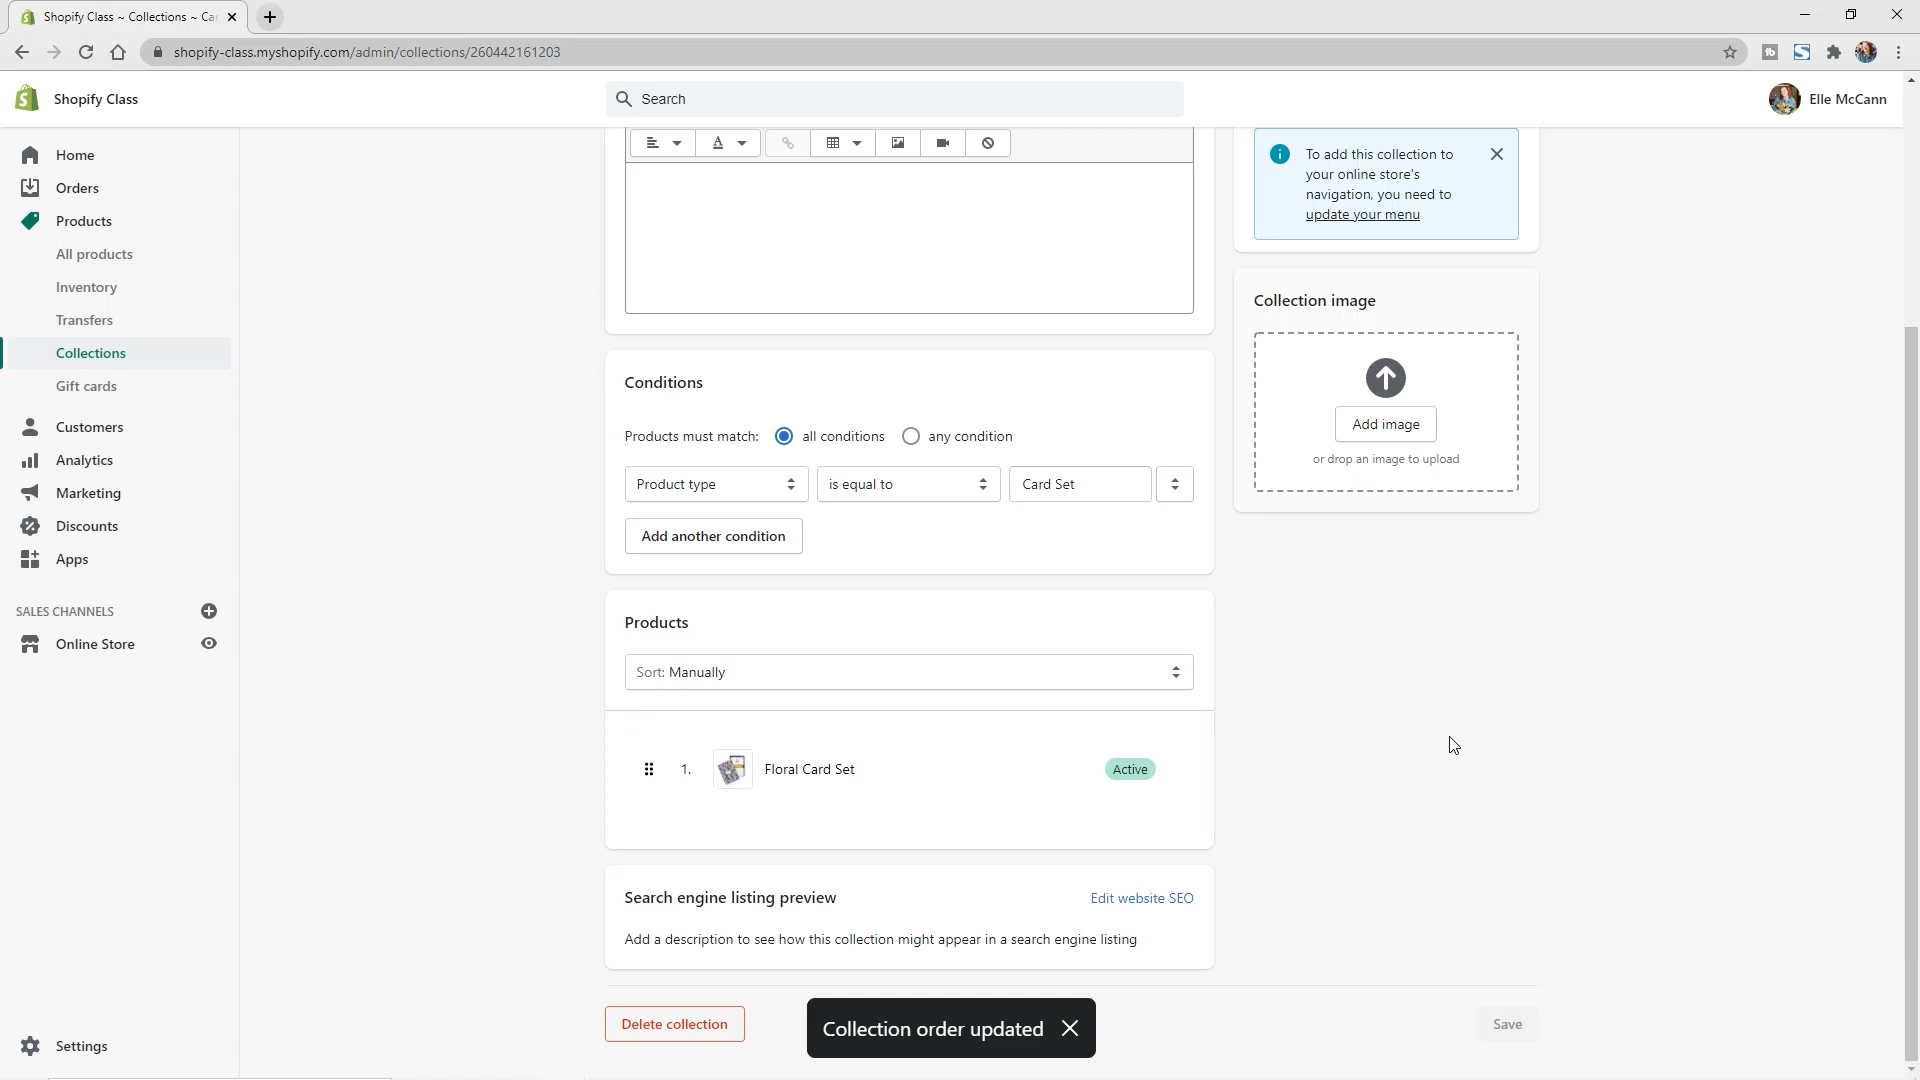 Shopify Class ~ Collections ~ Ca
shopify-class.myshopify.com/admin/collections/260442161203
Shopify Class
Search
Elle McCann
Home
Orders
Products
All products
Inventory
Transfers
Collections
Gift cards
Customers
Analytics
Marketing
Discounts
Apps
SALES CHANNELS
Online Store
Settings
A
To add this collection to
your online store's
navigation, you need to
update your menu
Collection image
Add image
or drop an image to upload
Conditions
Products must match: all conditions any condition
Product type is equal to Card Set
Add another condition
Products
Sort: Manually
1. Floral Card Set Active
Search engine listing preview Edit website SEO
Add a description to see how this collection might appear in a search engine listing
Delete collection
Collection order updated
Save